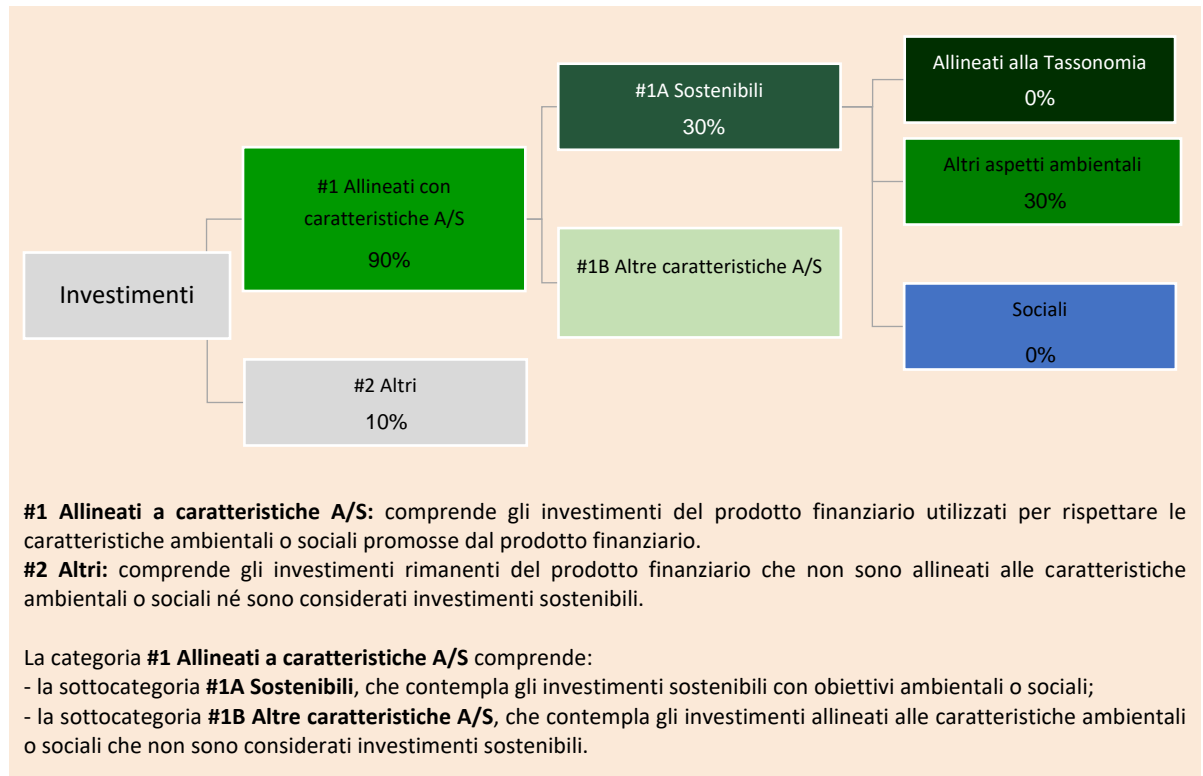 Investimenti
#1 Allineati con
caratteristiche A/S
90%
#2 Altri
10%
#1A Sostenibili
30%
#1B Altre caratteristiche A/S
Allineati alla Tassonomia
0%
Altri aspetti ambientali
30%
Sociali
0%
#1 Allineati a caratteristiche A/S: comprende gli investimenti del prodotto finanziario utilizzati per rispettare le
caratteristiche ambientali o sociali promosse dal prodotto finanziario.
#2 Altri: comprende gli investimenti rimanenti del prodotto finanziario che non sono allineati alle caratteristiche
ambientali o sociali né sono considerati investimenti sostenibili.
La categoria #1 Allineati a caratteristiche A/S comprende:
- la sottocategoria #1A Sostenibili, che contempla gli investimenti sostenibili con obiettivi ambientali o sociali;
- la sottocategoria #1B Altre caratteristiche A/S, che contempla gli investimenti allineati alle caratteristiche ambientali
o sociali che non sono considerati investimenti sostenibili.